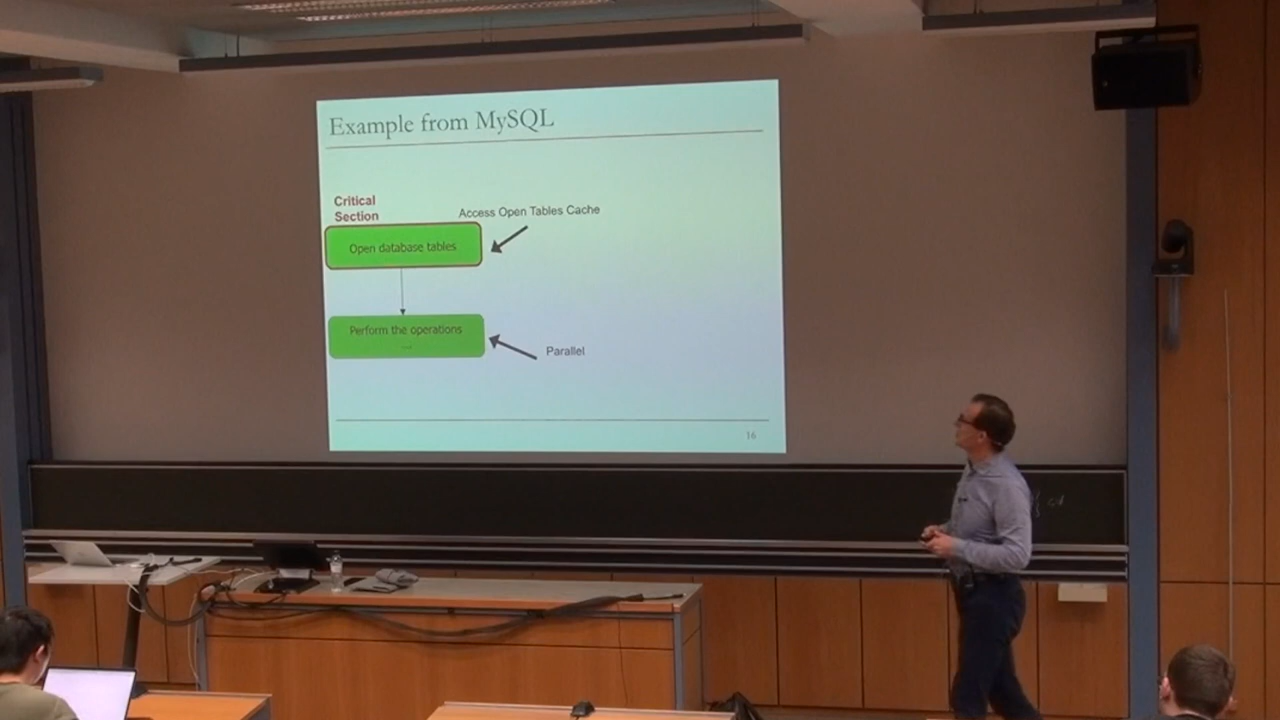 Example from MySQL
Critical
Section
Access Open Tables Cache
Open database tables
Perform the operations
...
Parallel
16